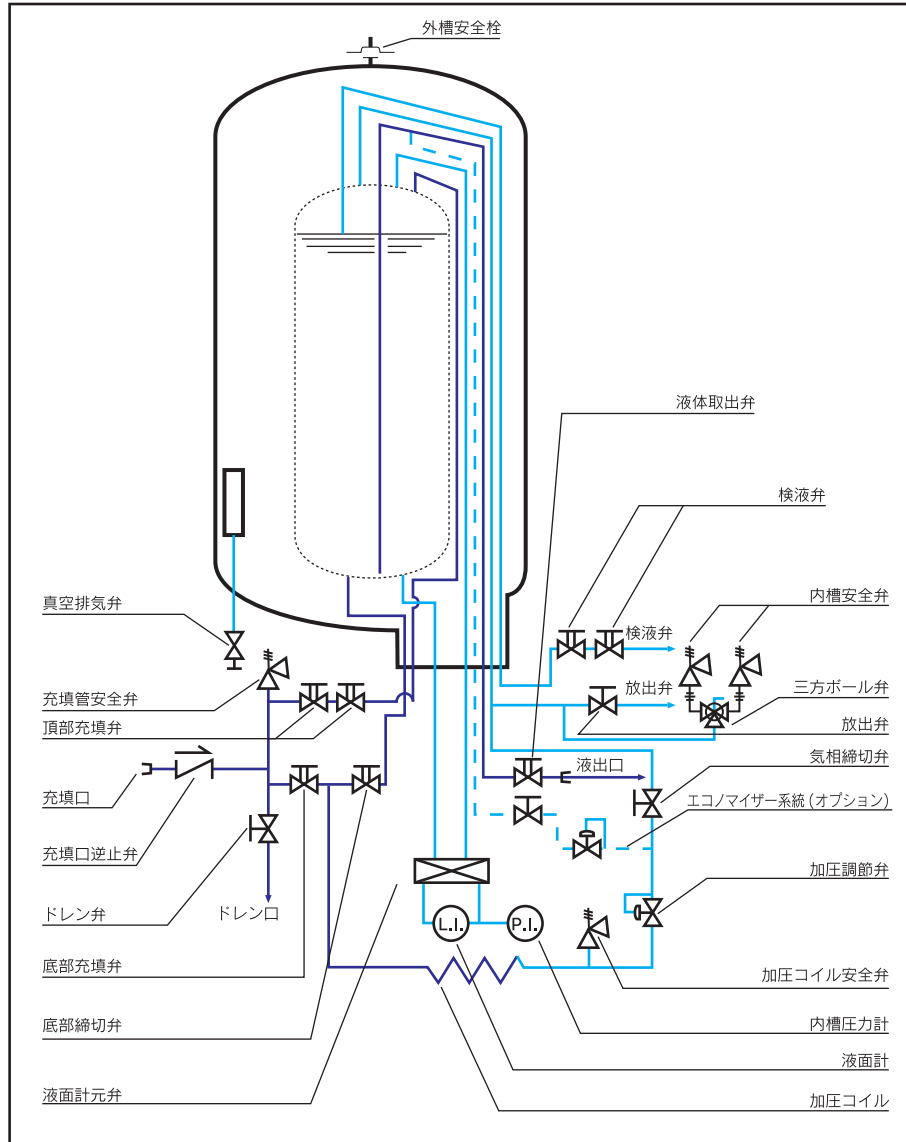 外槽安全栓
液体取出弁
検液弁
内槽安全弁
真空排気弁
検液弁
三方ボール弁
放出弁
充填管安全弁
頂部充填弁
放出弁
気相締切弁
液出口
充填口
エコノマイザー系統 (オプション)
充填口逆止弁
加圧調節弁
ドレン弁
ドレン口
L.I.
P.I.
底部充填弁
加圧コイル安全弁
底部締切弁
内槽圧力計
液面計
液面計元弁
加圧コイル